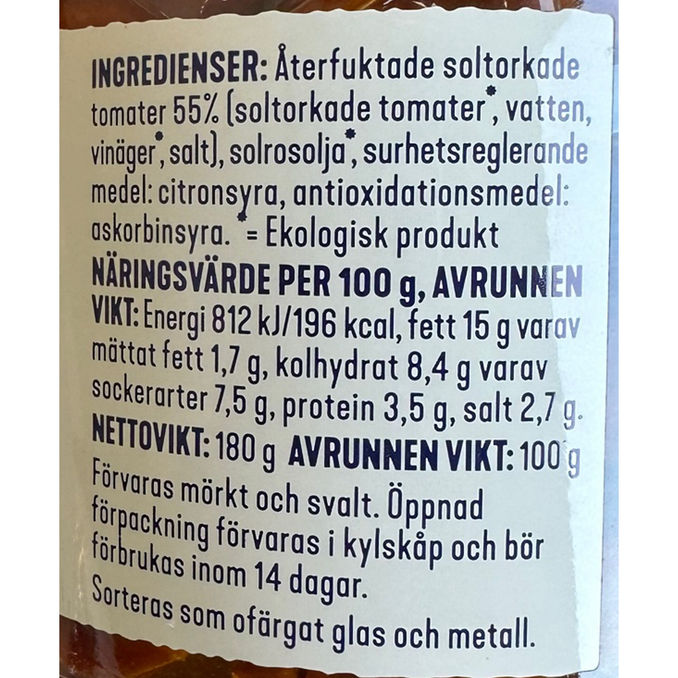 INGREDIENSER: Återfuktade soltorkade
tomater 55% (soltorkade tomater*, vatten,
vinäger*, salt), solrosolja*, surhetsreglerande
medel: citronsyra, antioxidationsmedel:
askorbinsyra. *= Ekologisk produkt
NÄRINGSVÄRDE PER 100 g, AVRUNNEN
VIKT: Energi 812 kJ/196 kcal, fett 15 g varav
mättat fett 1,7 g, kolhydrat 8,4 g varav
sockerarter 7,5 g, protein 3,5 g, salt 2,7 g.
NETTOVIKT: 180 g AVRUNNEN VIKT: 100 g
Förvaras mörkt och svalt. Öppnad
förpackning förvaras i kylskåp och bör
förbrukas inom 14 dagar.
Sorteras som ofärgat glas och metall.